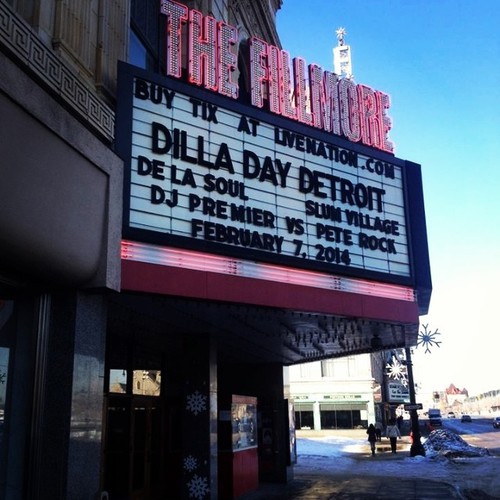 THE FILLMORE
BUY TIX AT LIVENATION.COM
DILLA DAY DETROIT
DE LA SOUL SLUM VILLAGE
DJ PREMIER VS PETE ROCK
FEBRUARY 7, 2014